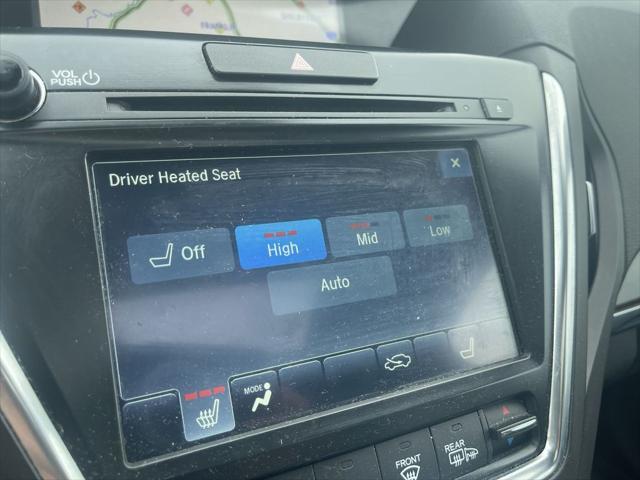 VOL
PUSH
Driver Heated Seat
Off
High
Mid
Low
Auto
MODE
FRONT
REAR